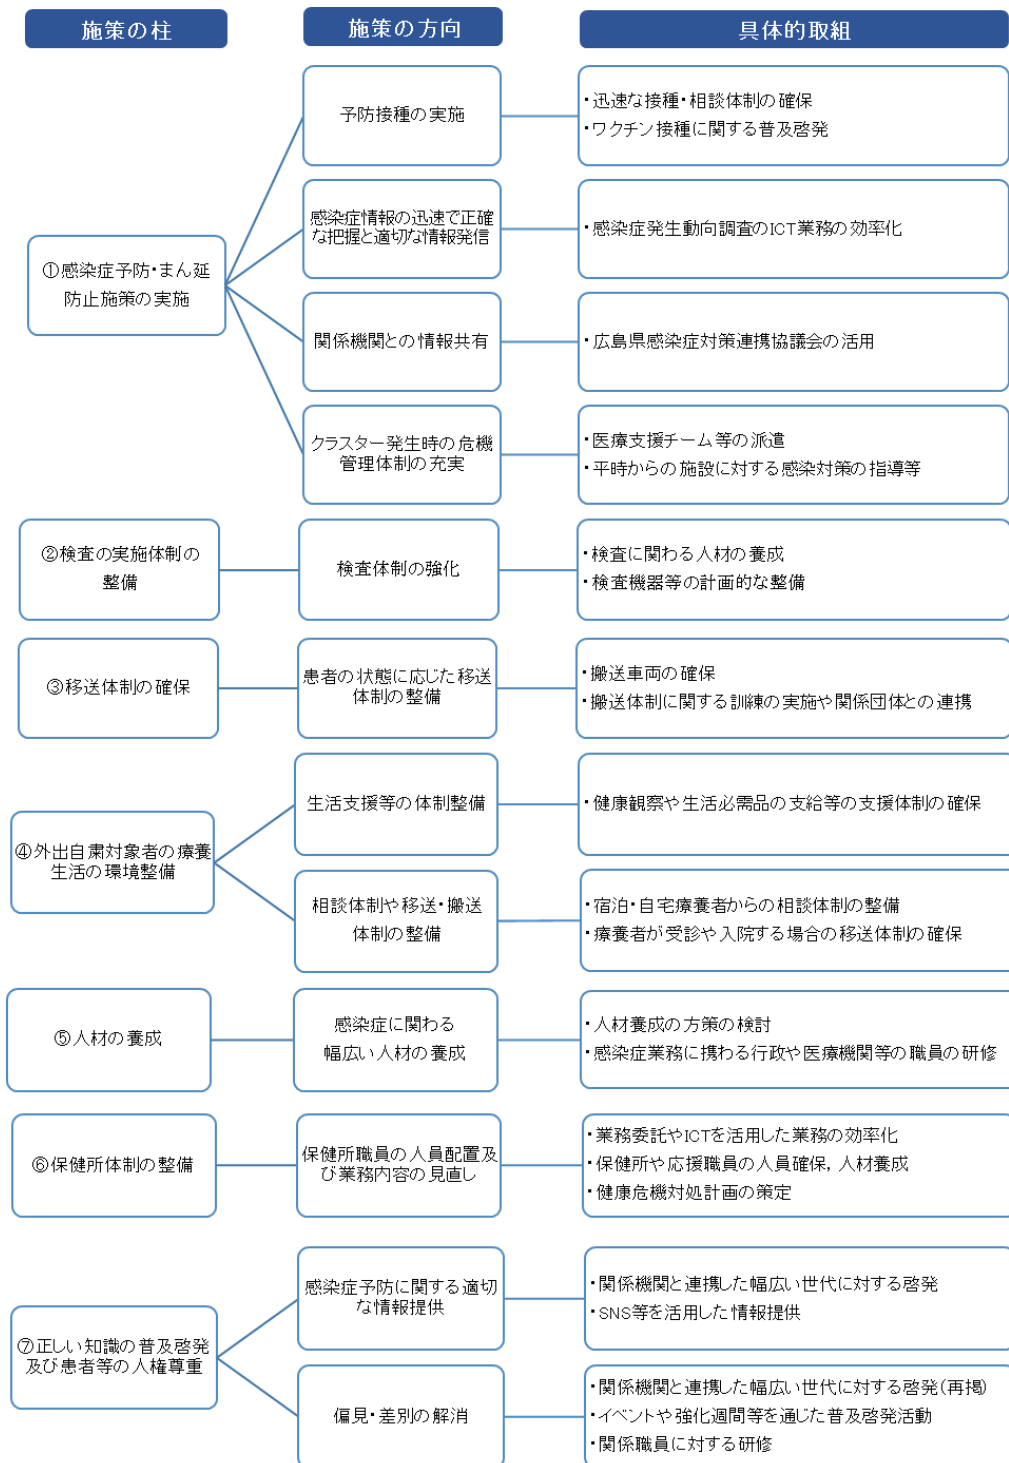 施策の柱
施策の方向
具体的取組
①感染症予防・まん延
防止施策の実施
予防接種の実施
・迅速な接種・相談体制の確保
・ワクチン接種に関する普及啓発
感染症情報の迅速で正確
な把握と適切な情報発信
・感染症発生動向調査のICT業務の効率化
関係機関との情報共有
・広島県感染症対策連携協議会の活用
クラスター発生時の危機
管理体制の充実
・医療支援チーム等の派遣
・平時からの施設に対する感染対策の指導等
②検査の実施体制の
整備
検査体制の強化
・検査に関わる人材の養成
・検査機器等の計画的な整備
③移送体制の確保
患者の状態に応じた移送
体制の整備
・搬送車両の確保
・搬送体制に関する訓練の実施や関係団体との連携
④外出自粛対象者の療養
生活の環境整備
生活支援等の体制整備
・健康観察や生活必需品の支給等の支援体制の確保
相談体制や移送・搬送
体制の整備
・宿泊・自宅療養者からの相談体制の整備
・療養者が受診や入院する場合の移送体制の確保
⑤人材の養成
感染症に関わる
幅広い人材の養成
・人材養成の方策の検討
・感染症業務に携わる行政や医療機関等の職員の研修
⑥保健所体制の整備
保健所職員の人員配置及
び業務内容の見直し
・業務委託やICTを活用した業務の効率化
・保健所や応援職員の人員確保，人材養成
・健康危機対処計画の策定
⑦正しい知識の普及啓発
及び患者等の人権尊重
感染症予防に関する適切
な情報提供
・関係機関と連携した幅広い世代に対する啓発
・SNS等を活用した情報提供
偏見・差別の解消
・関係機関と連携した幅広い世代に対する啓発(再掲)
・イベントや強化週間等を通じた普及啓発活動
・関係職員に対する研修